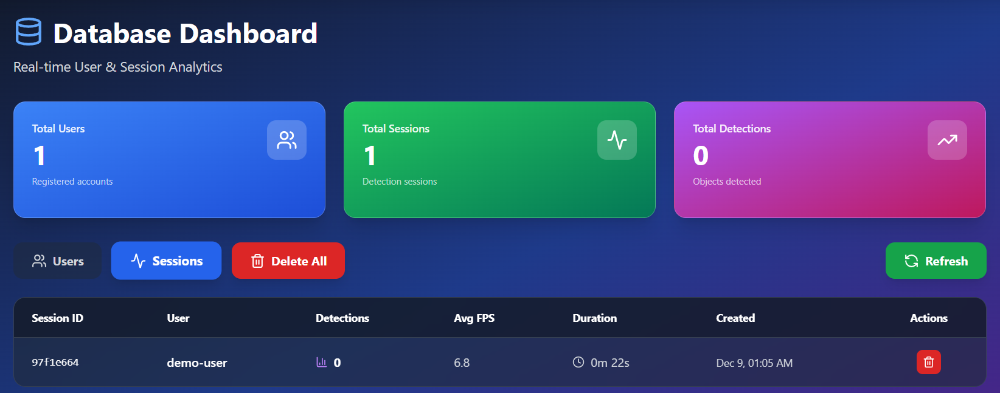 Database Dashboard
Real-time User & Session Analytics
Total Users
1
Registered accounts
Total Sessions
1
Detection sessions
Total Detections
0
Objects detected
Users
Sessions
Delete All
Refresh
Session ID User Detections Avg FPS Duration Created Actions
97f1e664 demo-user 0 6.8 0m 22s Dec 9, 01:05 AM